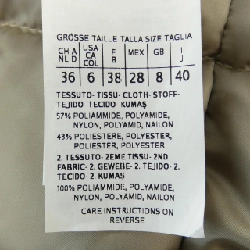 GROSSE TAILLE TALLA SIZE TAGLIA
CH A NL D USA CA COL F B MEX GB I J
36 6 38 28 8 40
TESSUTO-TISSU-CLOTH-STOFF-
TEJIDO TECIDO KUMAŞ
57% POLIAMMIDE, POLYAMIDE,
NYLON, POLYAMID, NAILON
43% POLIESTERE, POLYESTER,
POLIESTER, POLYESTER
2. TESSUTO-2EME TISSU-2ND
FABRIC-2. GEWEBE-2. TEJIDO-2.
TECIDO-2. KUMAŞ
100% POLIAMMIDE, POLYAMIDE,
NYLON, POLYAMID, NAILON
CARE INSTRUCTIONS ON
REVERSE